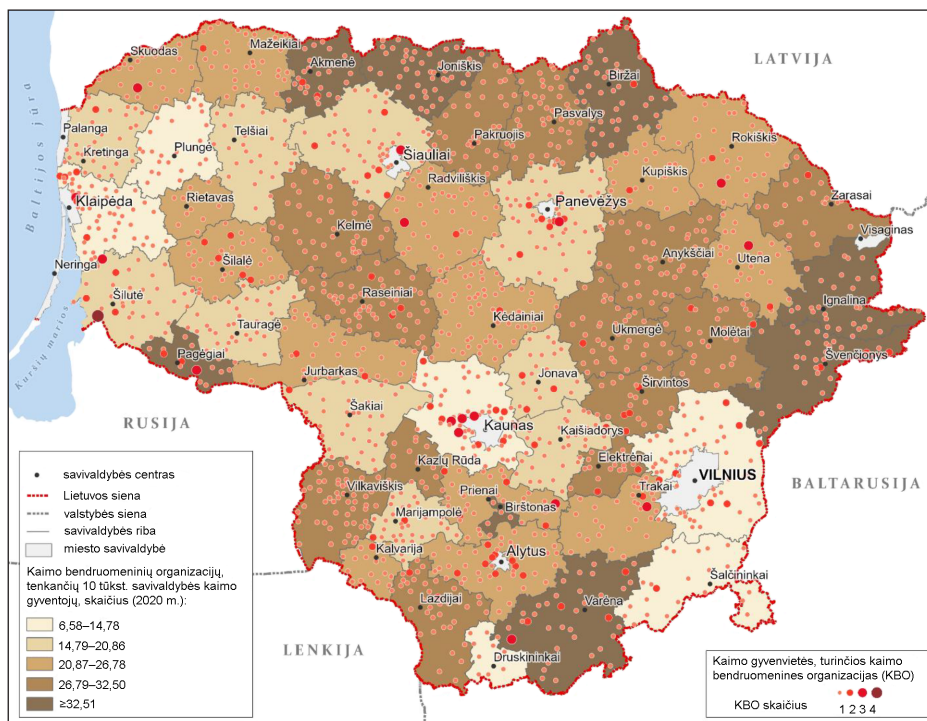 LATVIJA
Skuodas
Mažeikiai
Akmenė
Joniškis
Biržai
Baltijos jūra
Palanga
Kretinga
Plungė
Telšiai
Šiauliai
Pakruojis
Pasvalys
Rokiškis
Radviliškis
Kupiškis
Zarasai
Klaipėda
Rietavas
Kelmė
Panevėžys
Visaginas
Neringa
Šilalė
Anykščiai
Utena
Šilutė
Raseiniai
Ignalina
Kuršių marios
Tauragė
Kėdainiai
Ukmergė
Molėtai
Pagėgiai
Švenčionys
Jurbarkas
Jonava
Širvintos
RUSIJA
Šakiai
Kaunas
Kaišiadorys
Kazlų Rūda
Elektrėnai
VILNIUS
Vilkaviškis
Prienai
Trakai
BALTARUSIJA
Birštonas
Marijampolė
Kalvarija
Alytus
Šalčininkai
Lazdijai
Varėna
LENKIJA
Druskininkai
savivaldybės centras
Lietuvos siena
valstybės siena
savivaldybės riba
miesto savivaldybė
Kaimo bendruomeninių organizacijų,
tenkančių 10 tūkst. savivaldybės kaimo
gyventojų, skaičius (2020 m.):
6,58–14,78
14,79–20,86
20,87–26,78
26,79–32,50
≥32,51
Kaimo gyvenvietės, turinčios kaimo
bendruomenines organizacijas (KBO)
KBO skaičius
1 2 3 4